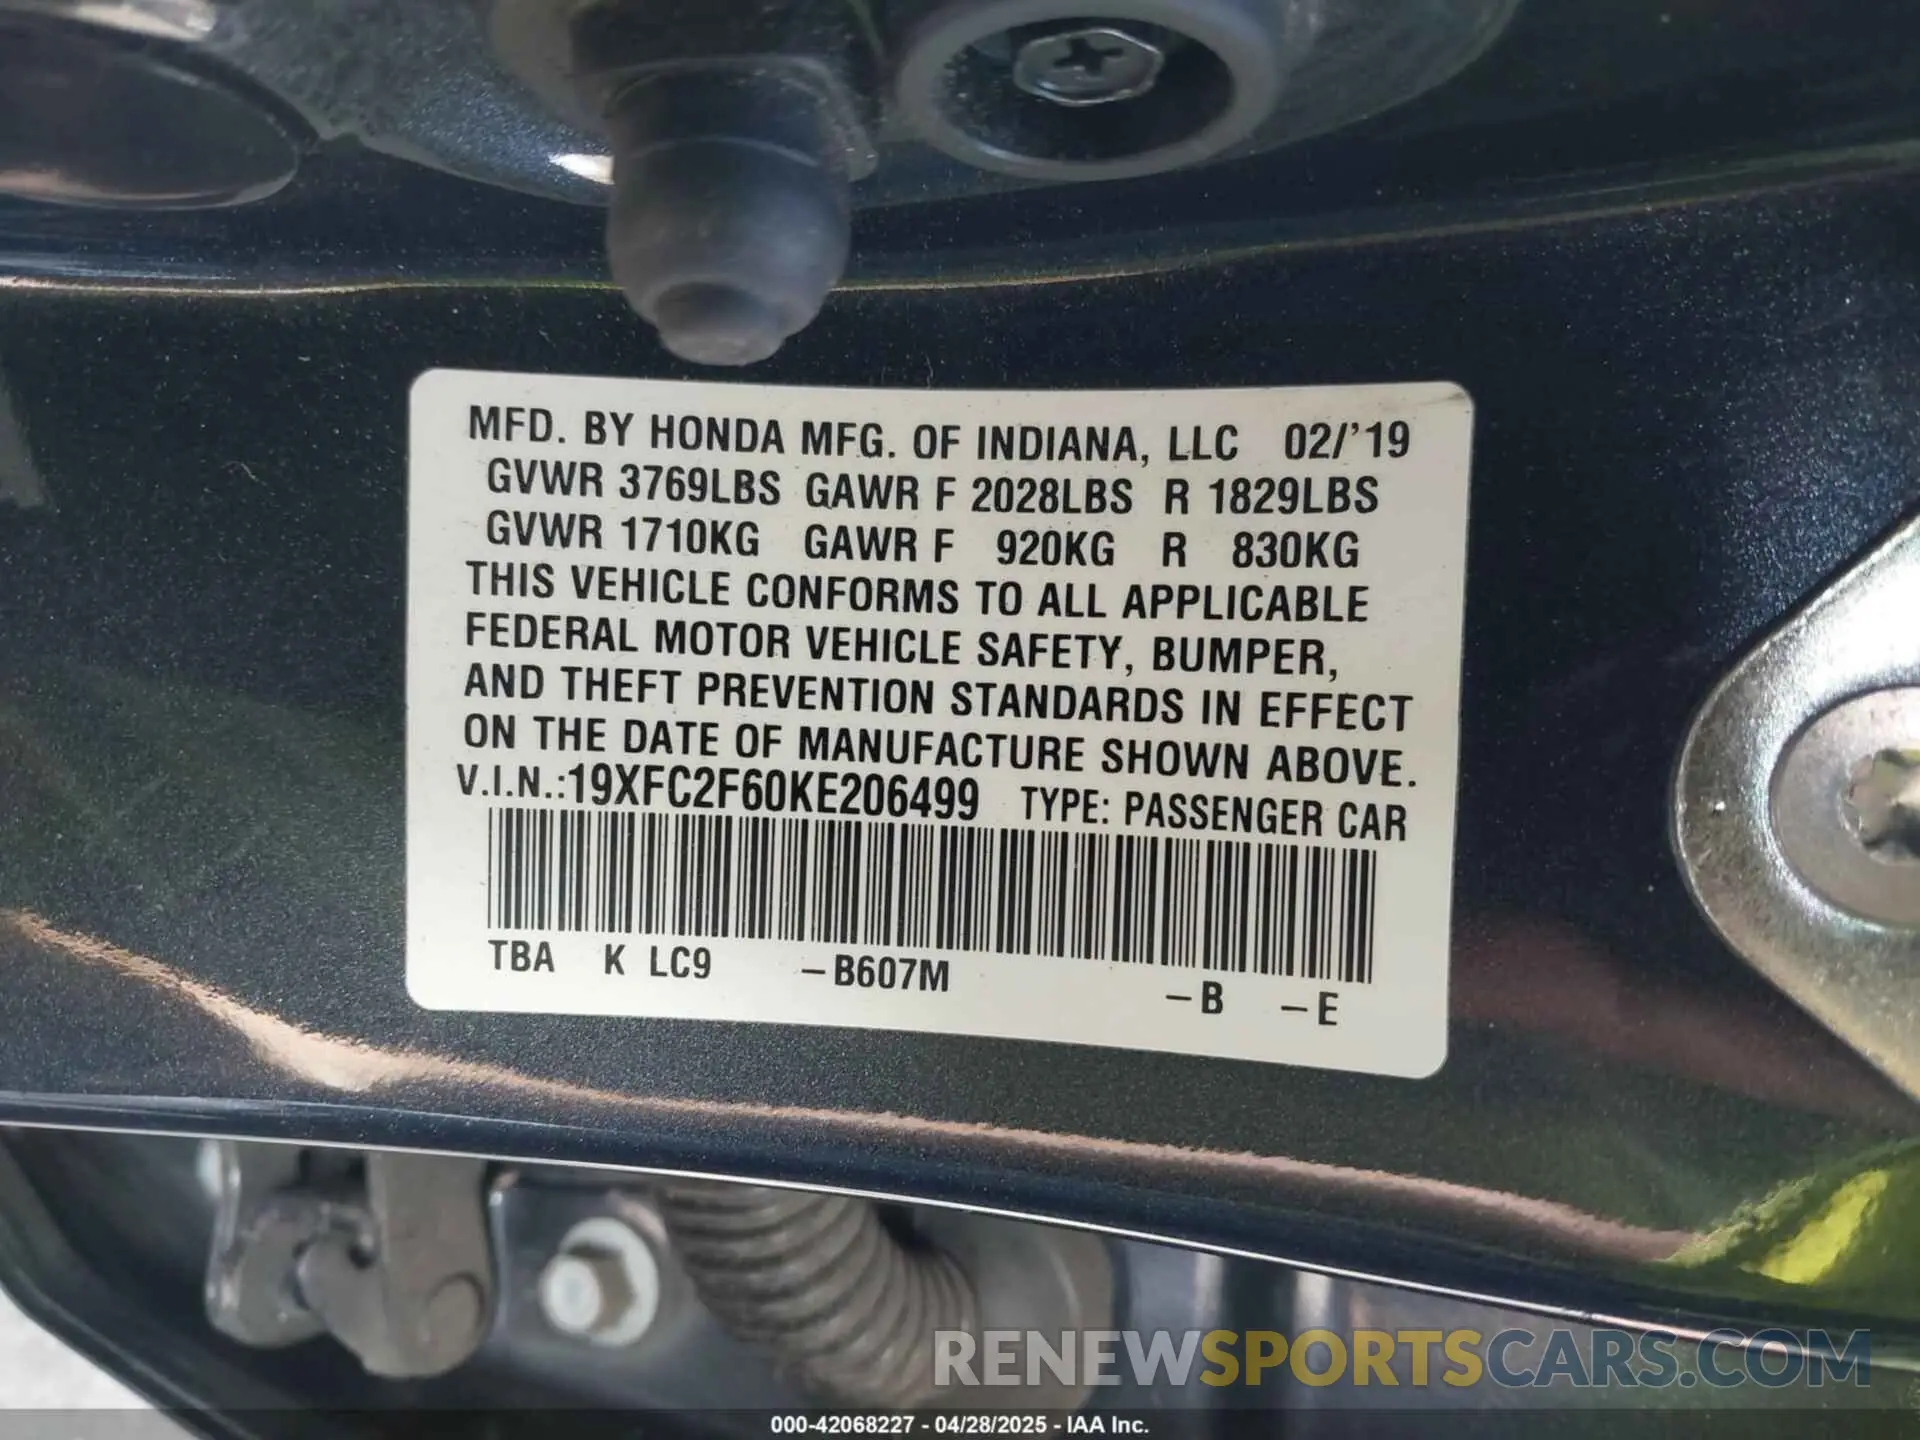 MFD. BY HONDA MFG. OF INDIANA, LLC 02/'19
GVWR 3769LBS GAWR F 2028LBS R 1829LBS
GVWR 1710KG GAWR F 920KG R 830KG
THIS VEHICLE CONFORMS TO ALL APPLICABLE
FEDERAL MOTOR VEHICLE SAFETY, BUMPER,
AND THEFT PREVENTION STANDARDS IN EFFECT
ON THE DATE OF MANUFACTURE SHOWN ABOVE.
V.I.N.:19XFC2F60KE206499 TYPE: PASSENGER CAR
TBA K LC9 –B607M –B –E
RENEWSPORTSCARS.COM
000-42068227 - 04/28/2025 - IAA Inc.